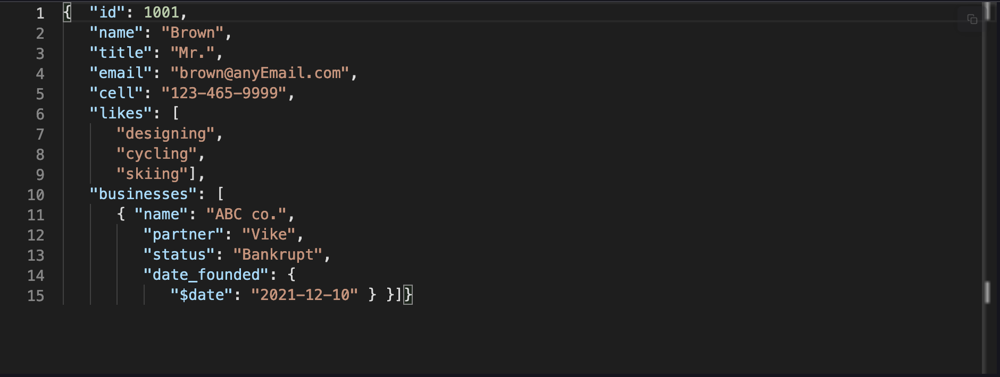 1 {  "id": 1001,
2    "name": "Brown",
3    "title": "Mr.",
4    "email": "brown@anyEmail.com",
5    "cell": "123-465-9999",
6    "likes": [
7       "designing",
8       "cycling",
9       "skiing"],
10    "businesses": [
11       { "name": "ABC co.",
12          "partner": "Vike",
13          "status": "Bankrupt",
14          "date_founded": {
15             "$date": "2021-12-10" } }]}